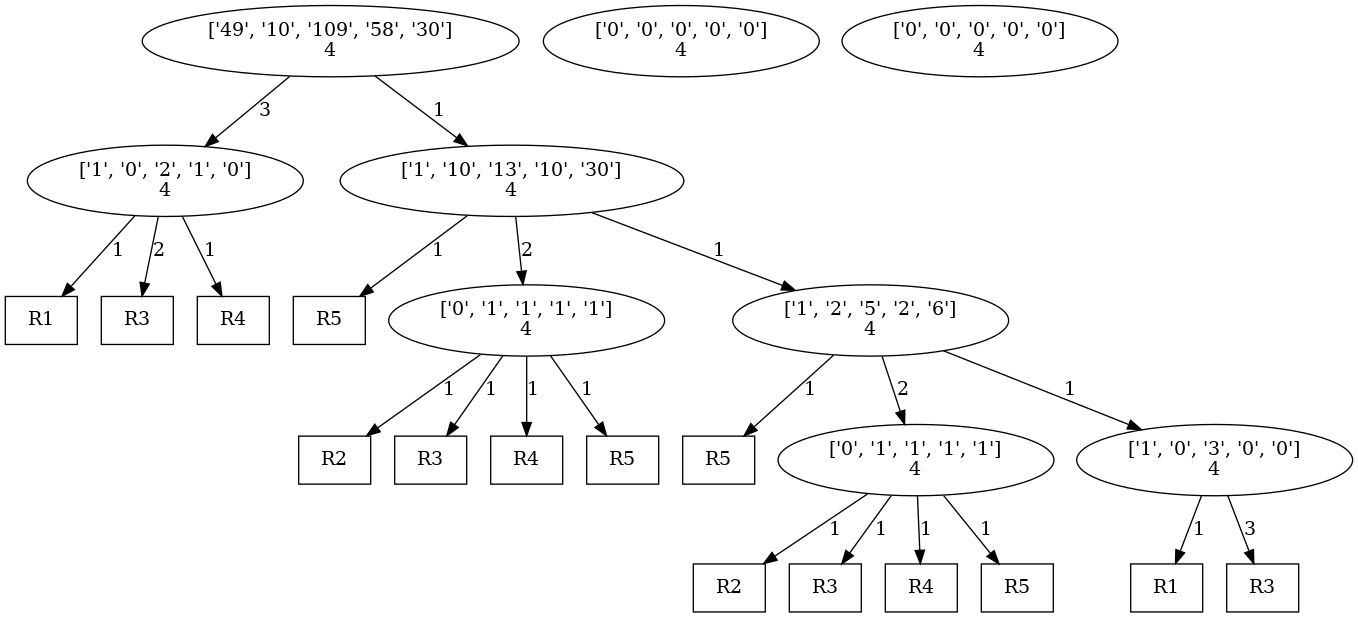 ['49', '10', '109', '58', '30']
4
['0', '0', '0', '0', '0']
4
['0', '0', '0', '0', '0']
4
3
1
['1', '0', '2', '1', '0']
4
['1', '10', '13', '10', '30']
4
1
2
1
1
2
1
R1
R3
R4
R5
['0', '1', '1', '1', '1']
4
['1', '2', '5', '2', '6']
4
1
1
1
1
1
2
1
R2
R3
R4
R5
R5
['0', '1', '1', '1', '1']
4
['1', '0', '3', '0', '0']
4
1
1
1
1
1
3
R2
R3
R4
R5
R1
R3